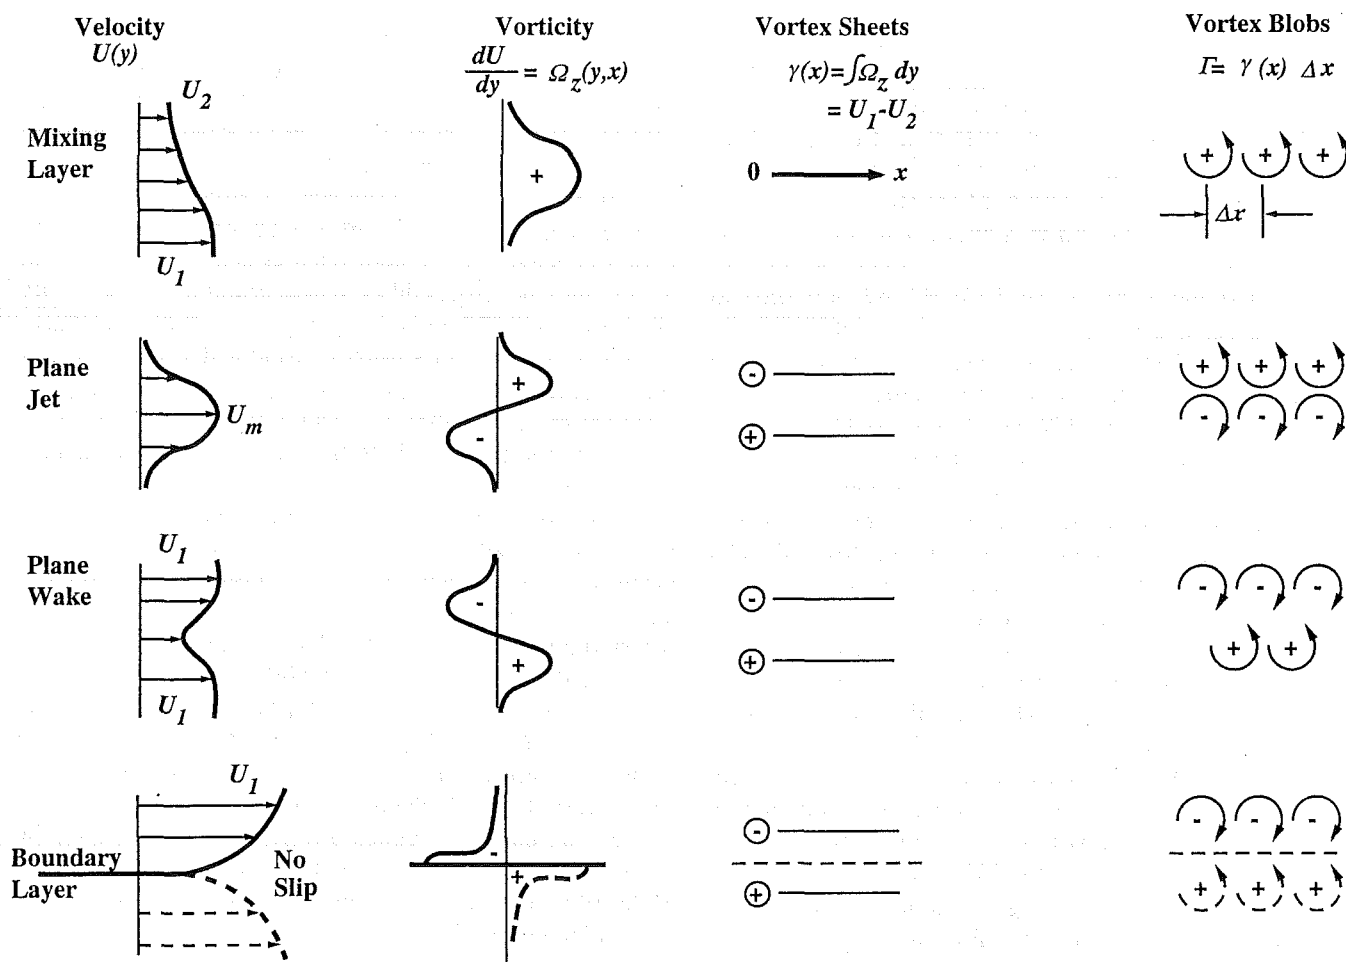 Velocity
U(y)
Vorticity
dU/dy = Ω_z(y,x)
Vortex Sheets
γ(x)=∫Ω_z dy
= U_1-U_2
Vortex Blobs
Γ= γ(x) Δx
Mixing
Layer
U_2
U_1
+
0
x
+ + +
Δx
Plane
Jet
U_m
+
-
-
+
+ + +
- - -
Plane
Wake
U_1
U_1
-
+
-
+
- - -
+ +
Boundary
Layer
U_1
No
Slip
-
+
-
+
- - -
+ + +